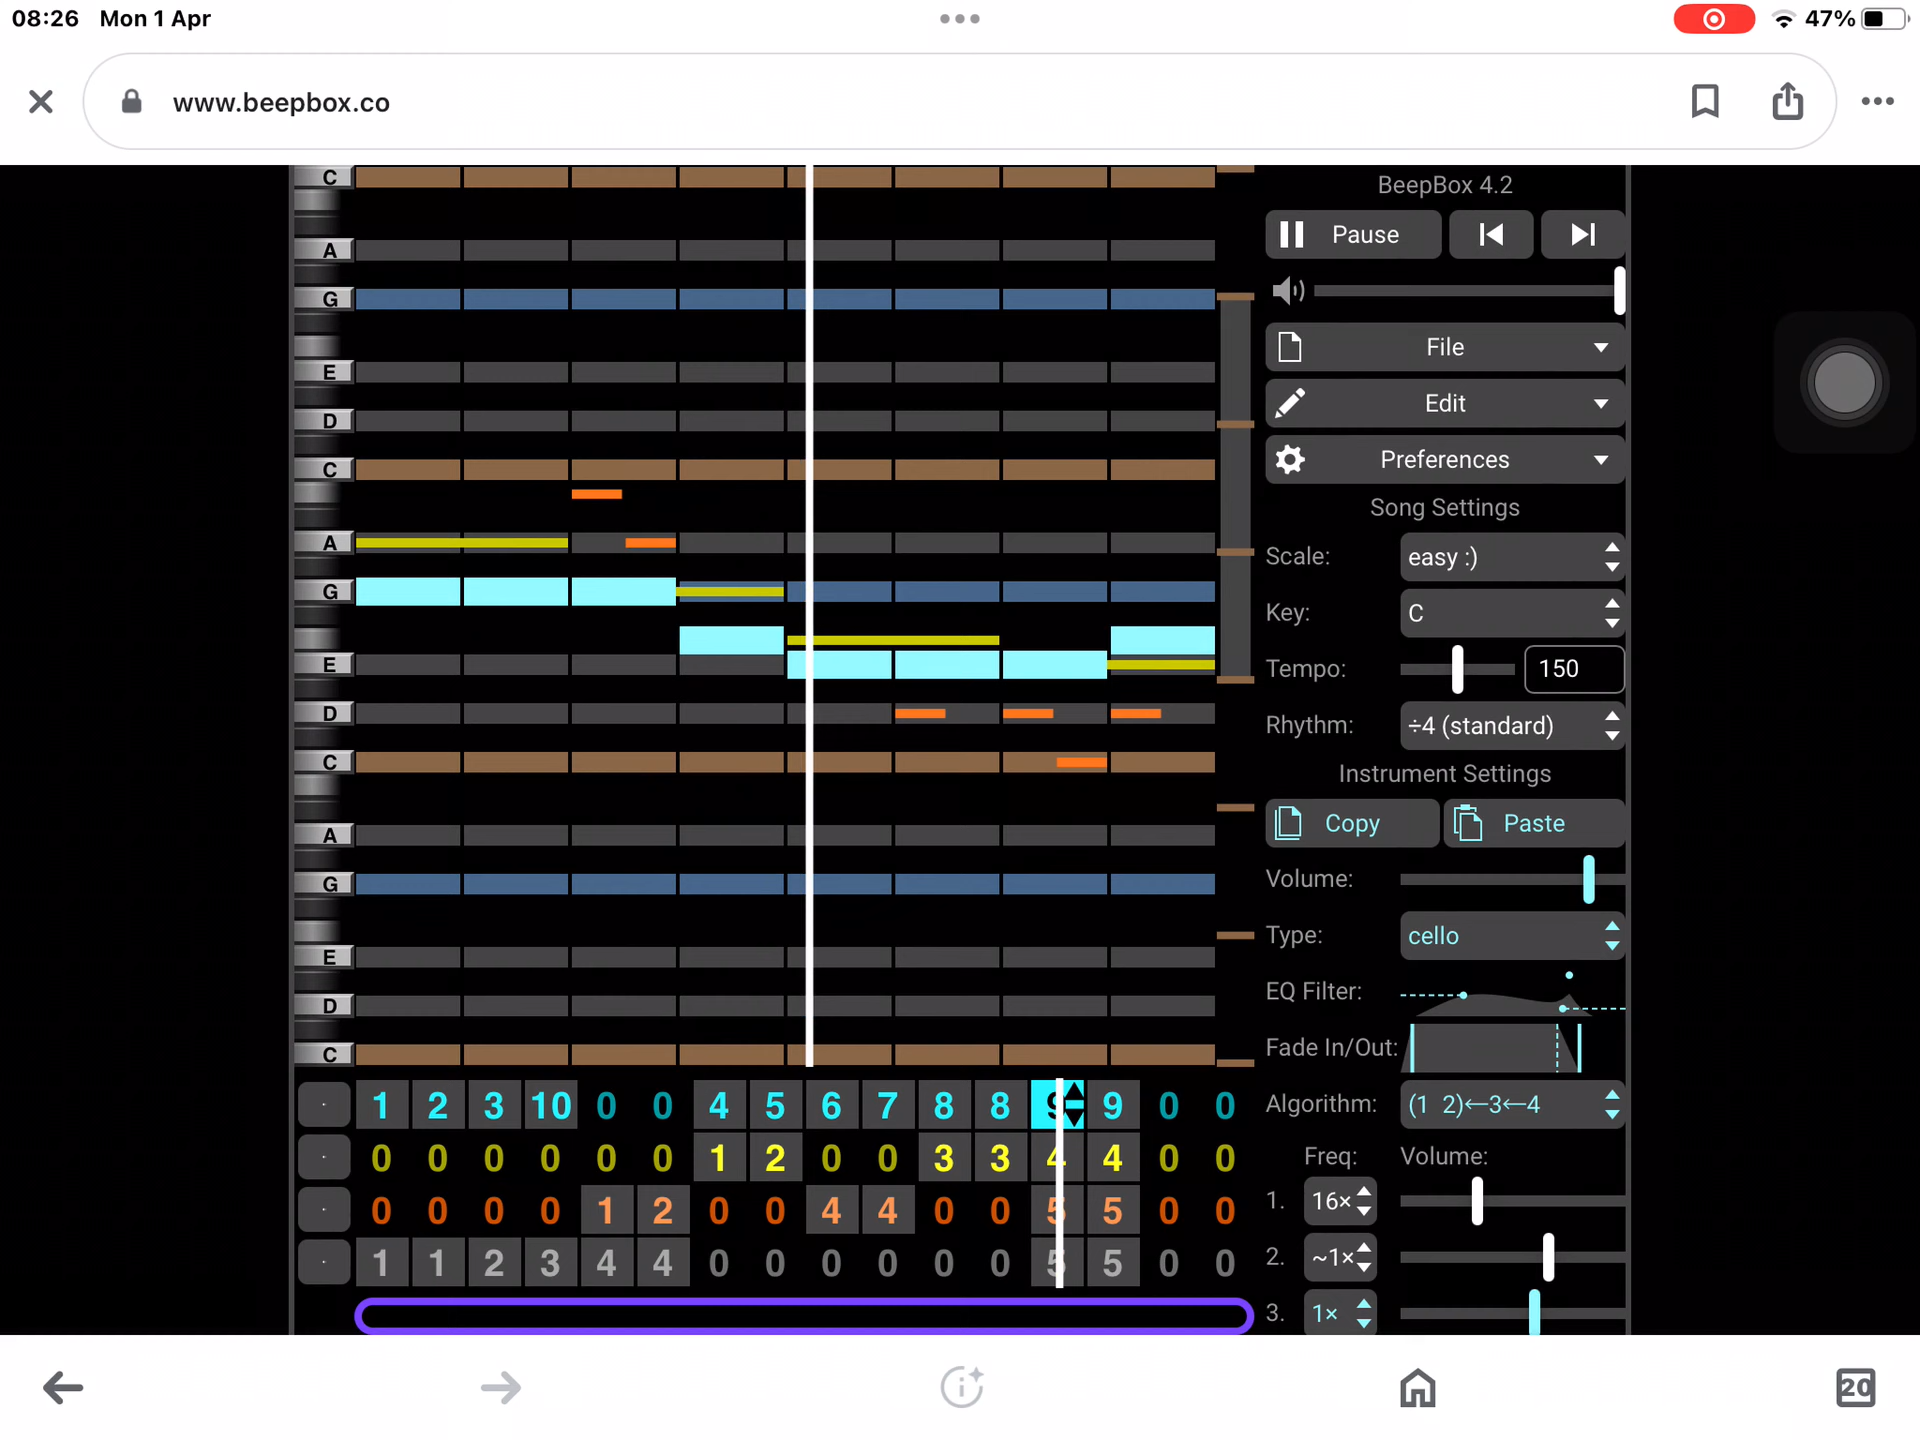 08:26 Mon 1 Apr
47%
www.beepbox.co
C
A
G
E
D
C
A
G
E
D
C
A
G
E
D
C
BeepBox 4.2
Pause
File
Edit
Preferences
Song Settings
Scale: easy :)
Key: C
Tempo: 150
Rhythm: ÷4 (standard)
Instrument Settings
Copy Paste
Volume:
Type: cello
EQ Filter:
Fade In/Out:
Algorithm: (1 2)←3←4
Freq: Volume:
1. 16×
2. ~1×
3. 1×
1 2 3 10 0 0 4 5 6 7 8 8 9 9 0 0
0 0 0 0 0 0 1 2 0 0 3 3 4 4 0 0
0 0 0 0 1 2 0 0 4 4 0 0 5 5 0 0
1 1 2 3 4 4 0 0 0 0 0 0 5 5 0 0
20